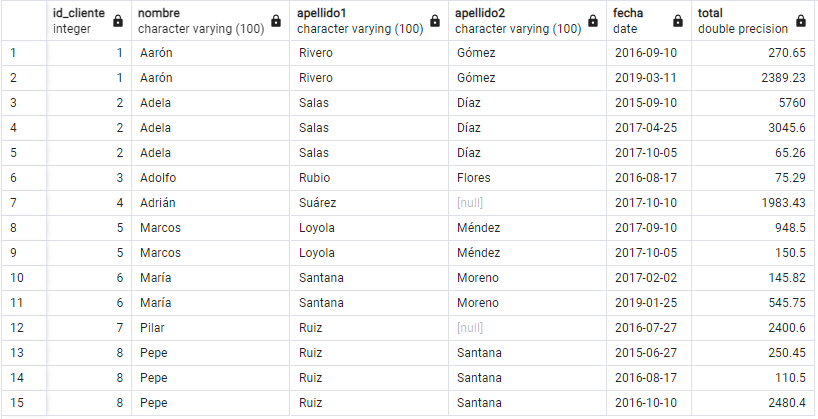 id_cliente nombre apellido1 apellido2 fecha total
integer character varying (100) character varying (100) character varying (100) date double precision
1 1 Aarón Rivero Gómez 2016-09-10 270.65
2 1 Aarón Rivero Gómez 2019-03-11 2389.23
3 2 Adela Salas Díaz 2015-09-10 5760
4 2 Adela Salas Díaz 2017-04-25 3045.6
5 2 Adela Salas Díaz 2017-10-05 65.26
6 3 Adolfo Rubio Flores 2016-08-17 75.29
7 4 Adrián Suárez [null] 2017-10-10 1983.43
8 5 Marcos Loyola Méndez 2017-09-10 948.5
9 5 Marcos Loyola Méndez 2017-10-05 150.5
10 6 María Santana Moreno 2017-02-02 145.82
11 6 María Santana Moreno 2019-01-25 545.75
12 7 Pilar Ruiz [null] 2016-07-27 2400.6
13 8 Pepe Ruiz Santana 2015-06-27 250.45
14 8 Pepe Ruiz Santana 2016-08-17 110.5
15 8 Pepe Ruiz Santana 2016-10-10 2480.4